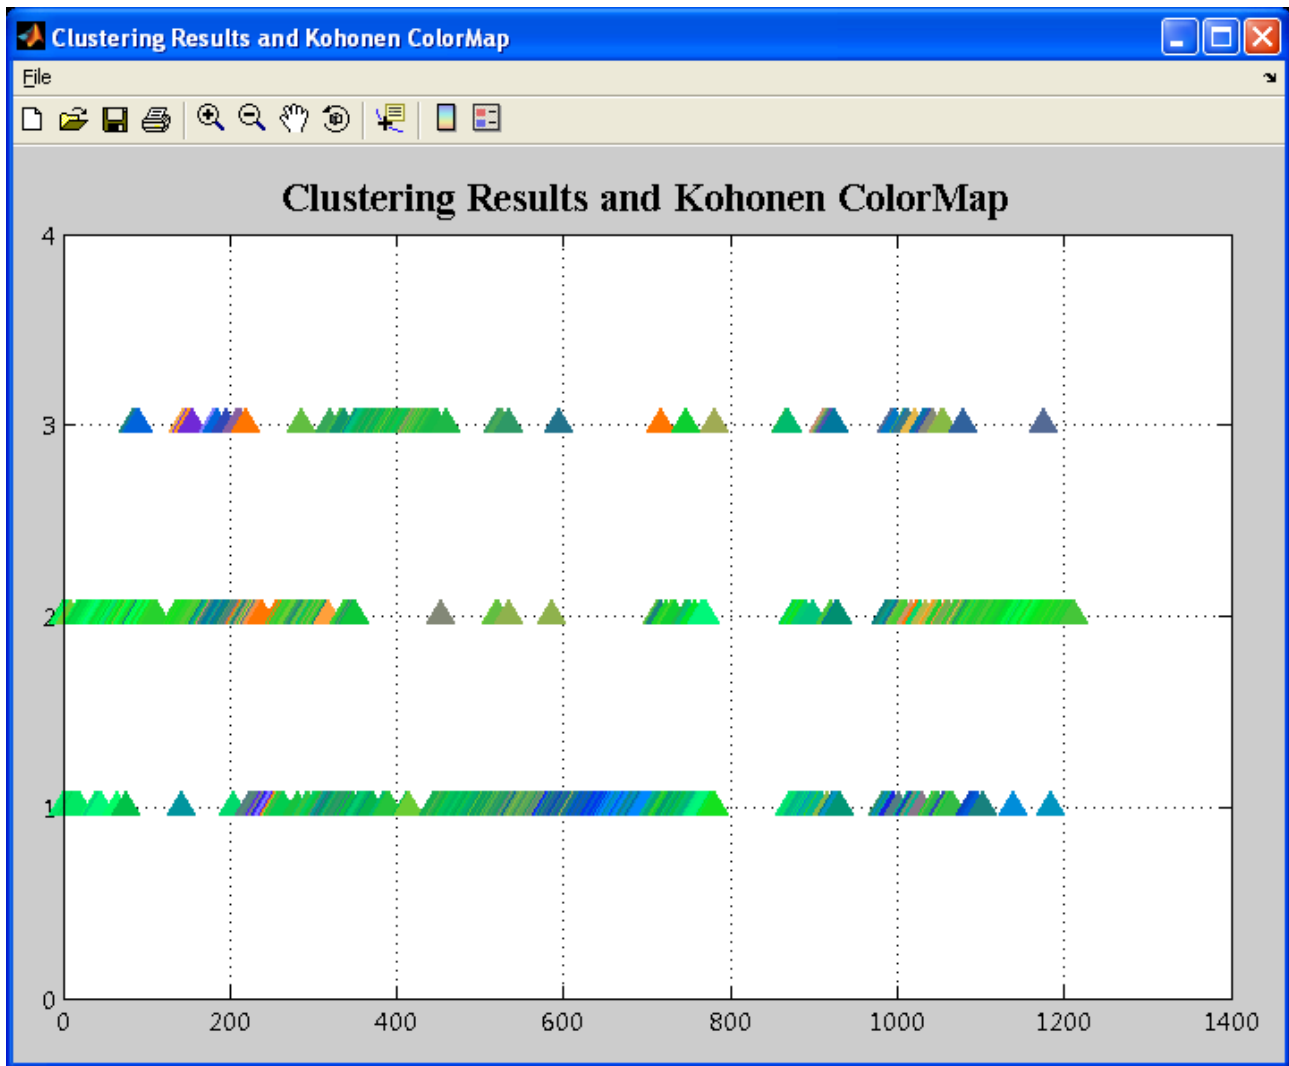 Clustering Results and Kohonen ColorMap
File
Clustering Results and Kohonen ColorMap
4
3
2
1
0
0 200 400 600 800 1000 1200 1400